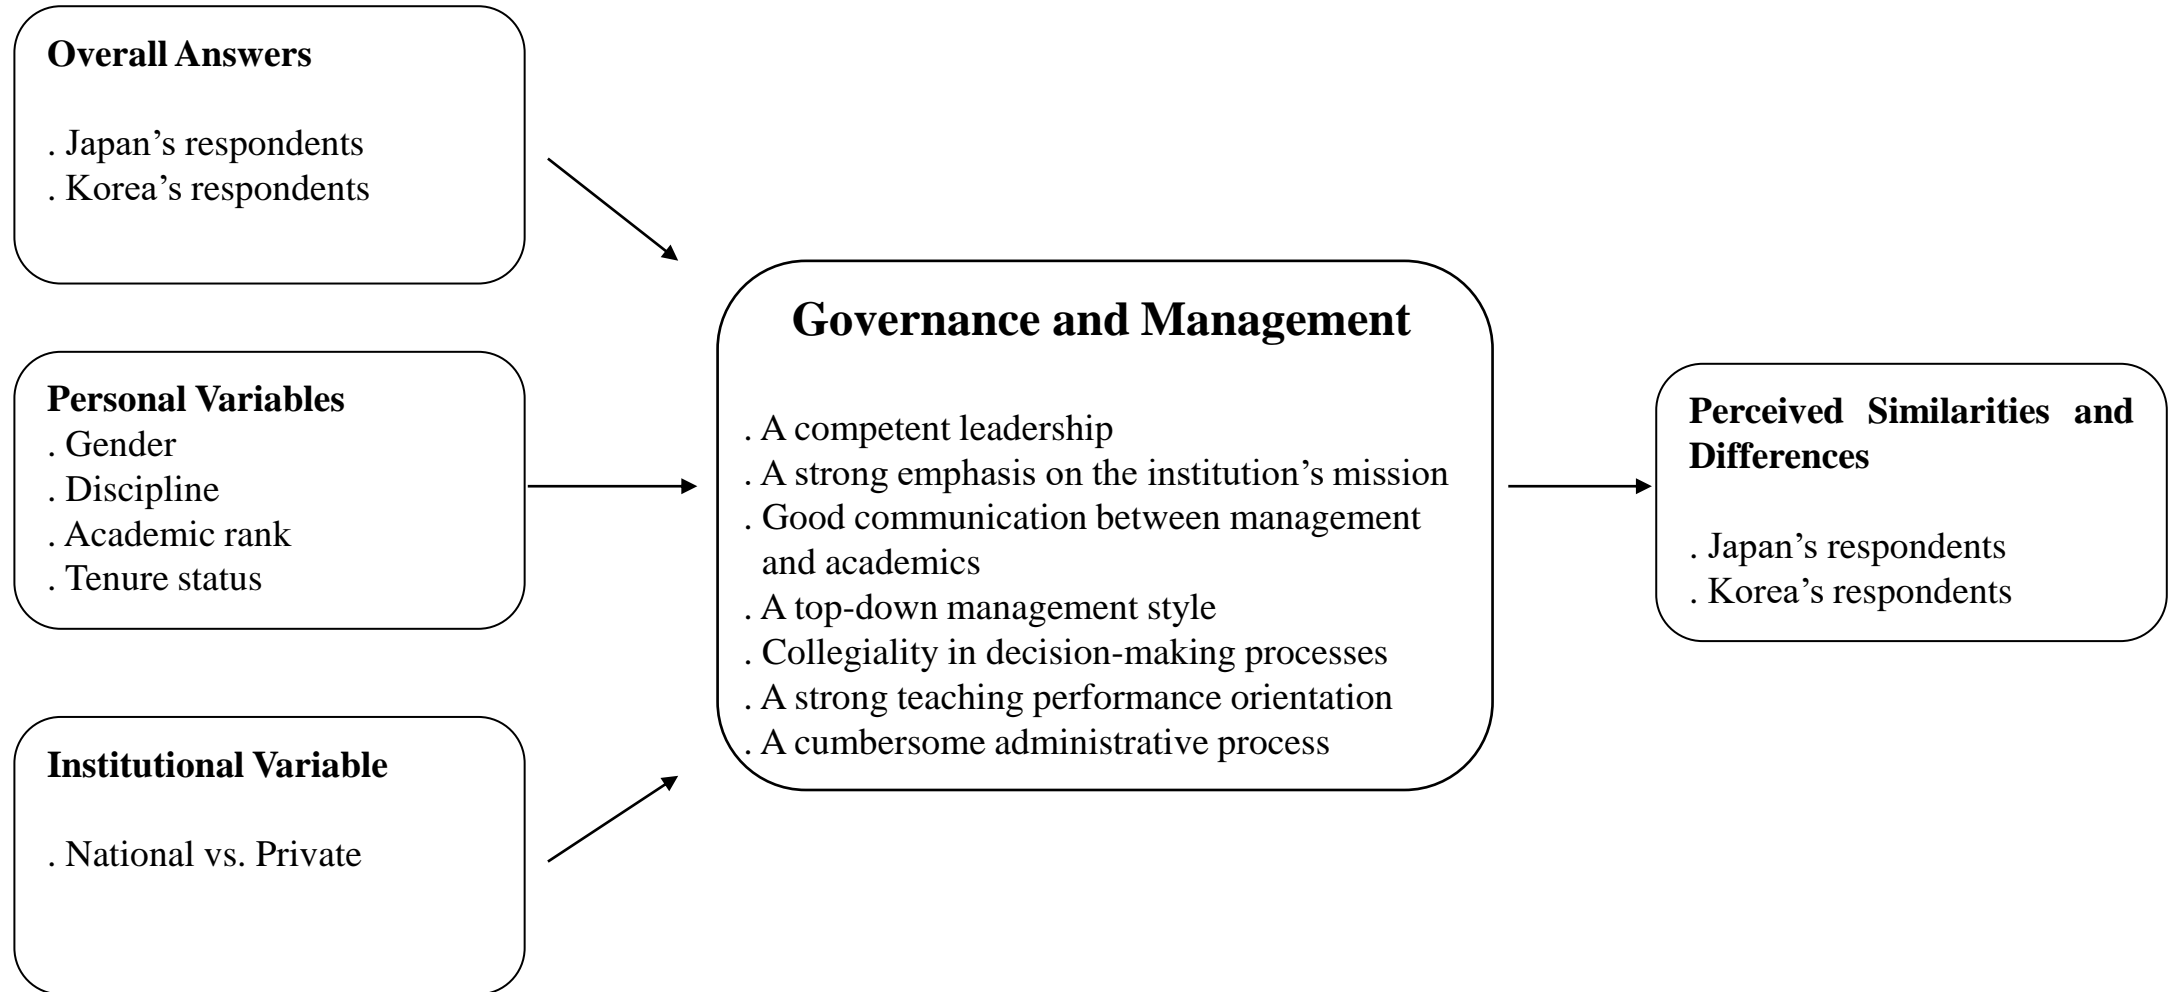 Overall Answers
. Japan’s respondents
. Korea’s respondents
Personal Variables
. Gender
. Discipline
. Academic rank
. Tenure status
Institutional Variable
. National vs. Private
Governance and Management
. A competent leadership
. A strong emphasis on the institution’s mission
. Good communication between management
and academics
. A top-down management style
. Collegiality in decision-making processes
. A strong teaching performance orientation
. A cumbersome administrative process
Perceived Similarities and
Differences
. Japan’s respondents
. Korea’s respondents